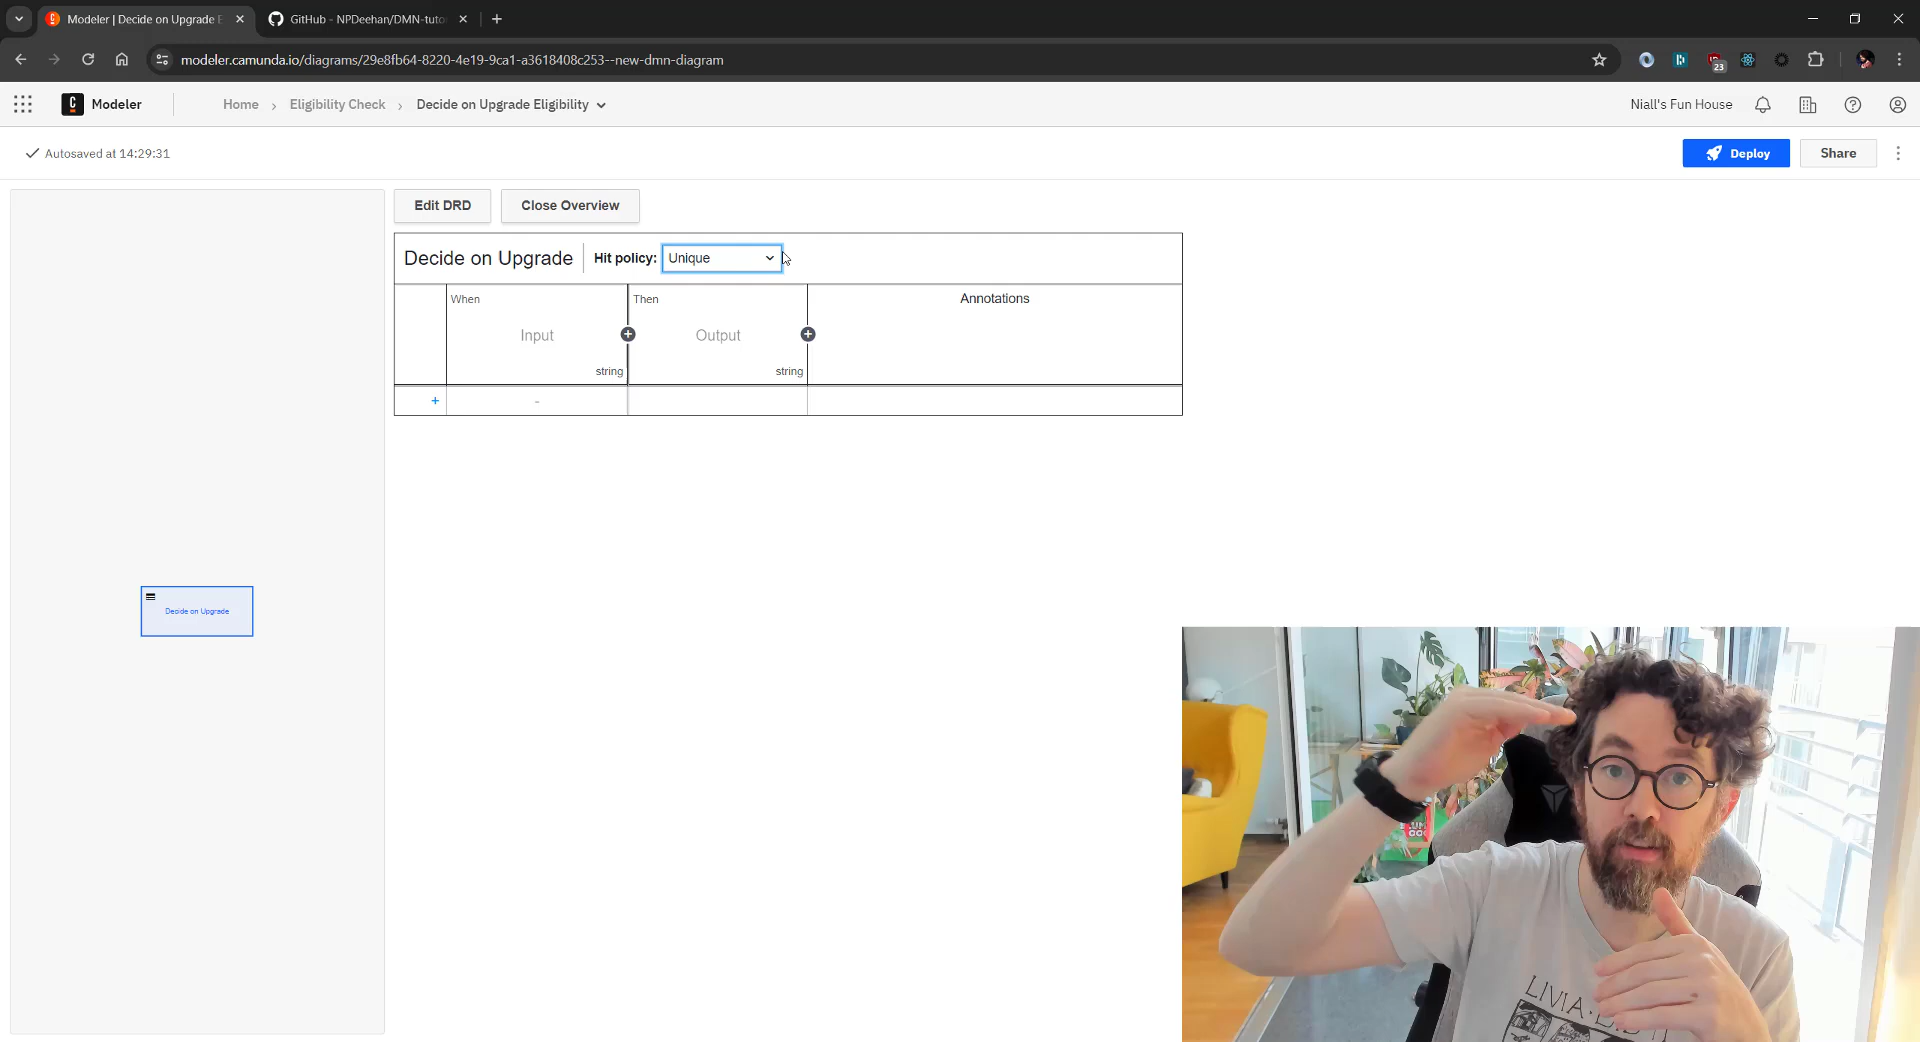 Modeler | Decide on Upgrade E
GitHub - NPDeehan/DMN-tuto
modeler.camunda.io/diagrams/29e8fb64-8220-4e19-9ca1-a3618408c253--new-dmn-diagram
23
C Modeler
Home > Eligibility Check > Decide on Upgrade Eligibility
Niall's Fun House
Autosaved at 14:29:31
Deploy
Share
Edit DRD
Close Overview
Decide on Upgrade
Hit policy:
Unique
When
Then
Annotations
Input
Output
string
string
+
-
Decide on Upgrade
LIVIA